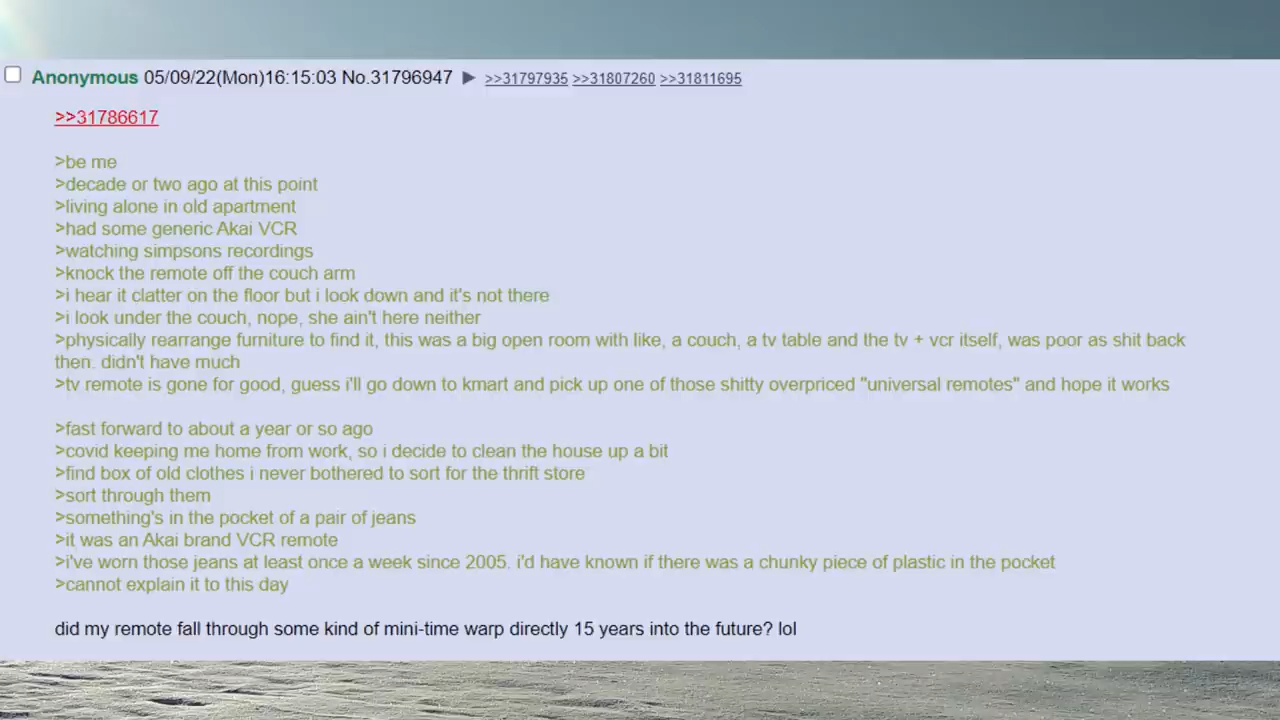 Anonymous 05/09/22(Mon)16:15:03 No.31796947 ▶ >>31797935 >>31807260 >>31811695
>>31786617
>be me
>decade or two ago at this point
>living alone in old apartment
>had some generic Akai VCR
>watching simpsons recordings
>knock the remote off the couch arm
>i hear it clatter on the floor but i look down and it's not there
>i look under the couch, nope, she ain't here neither
>physically rearrange furniture to find it, this was a big open room with like, a couch, a tv table and the tv + vcr itself, was poor as shit back
then. didn't have much
>tv remote is gone for good, guess i'll go down to kmart and pick up one of those shitty overpriced "universal remotes" and hope it works
>fast forward to about a year or so ago
>covid keeping me home from work, so i decide to clean the house up a bit
>find box of old clothes i never bothered to sort for the thrift store
>sort through them
>something's in the pocket of a pair of jeans
>it was an Akai brand VCR remote
>i've worn those jeans at least once a week since 2005. i'd have known if there was a chunky piece of plastic in the pocket
>cannot explain it to this day
did my remote fall through some kind of mini-time warp directly 15 years into the future? lol